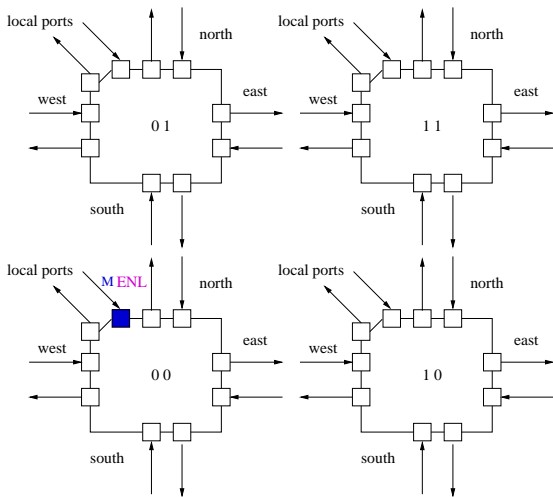 local ports
north
west
east
0 1
south
local ports
north
west
east
1 1
south
local ports
M ENL
north
west
east
0 0
south
local ports
north
west
east
1 0
south